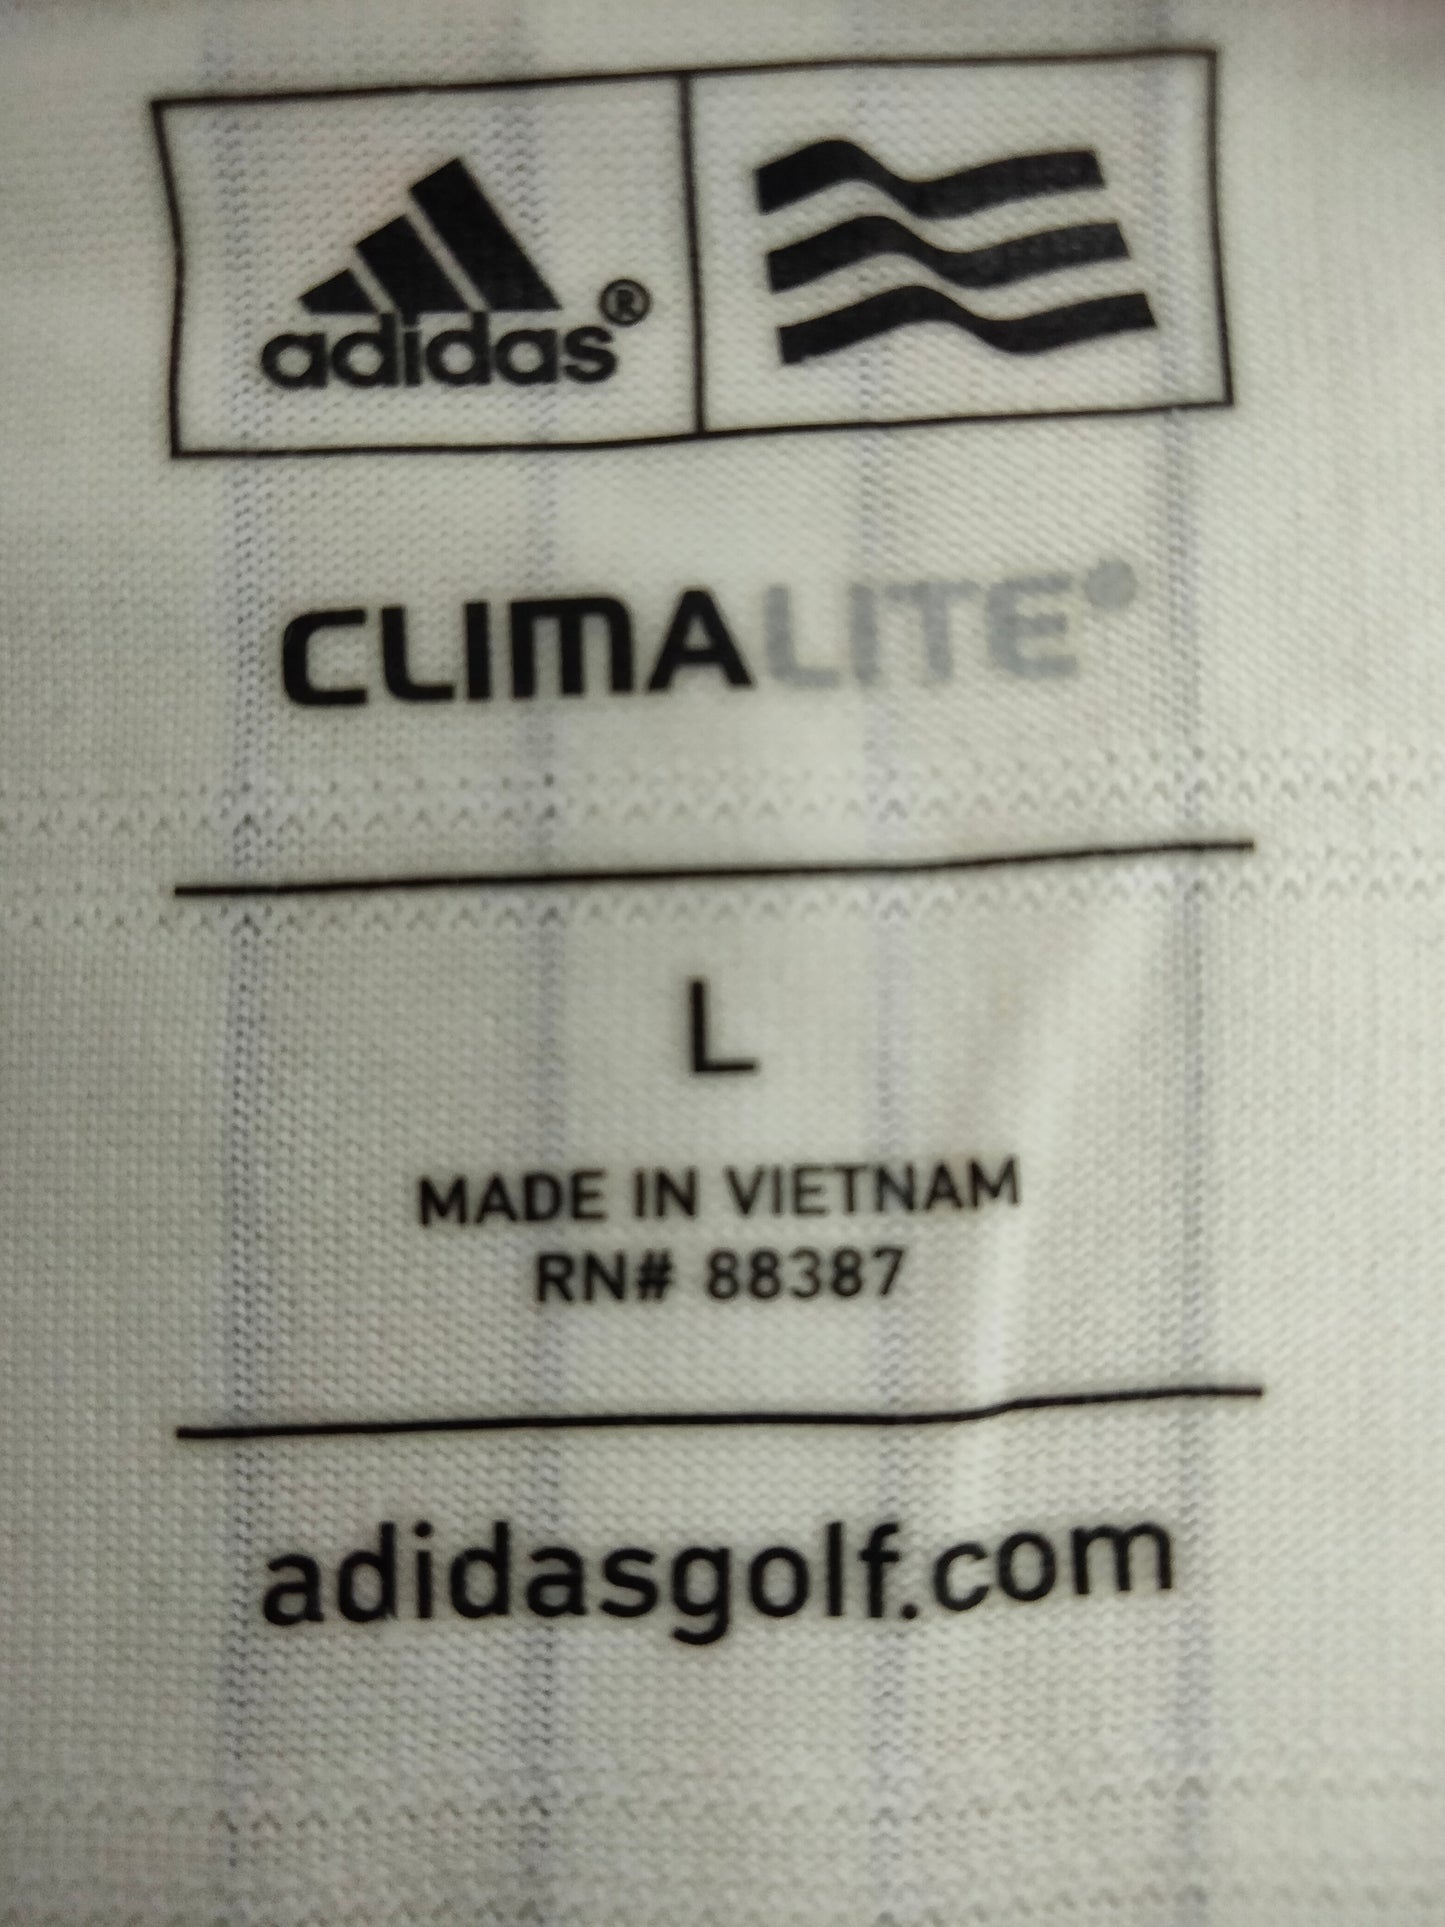 adidas®
CLIMALITE®
L
MADE IN VIETNAM
RN# 88387
adidasgolf.com